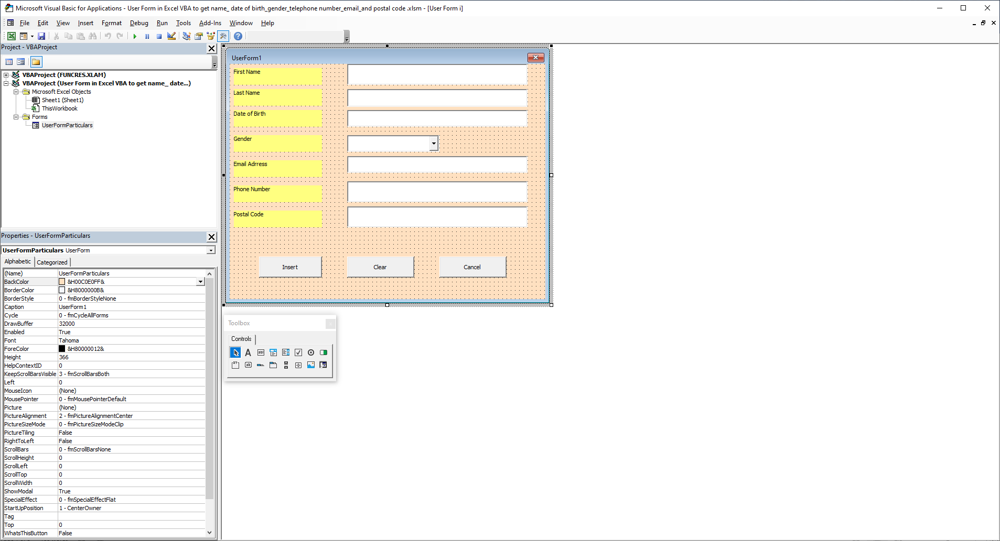 Microsoft Visual Basic for Applications - User Form in Excel VBA to get name_ date of birth_gender_telephone number_email_and postal code .xlsm - [User Form i]
File Edit View Insert Format Debug Run Tools Add-Ins Window Help
Project - VBAProject
VBAProject (FUNCRES.XLAM)
VBAProject (User Form in Excel VBA to get name_ date...)
Microsoft Excel Objects
Sheet1 (Sheet1)
ThisWorkbook
Forms
UserFormParticulars
Properties - UserFormParticulars
UserFormParticulars UserForm
Alphabetic Categorized
(Name) UserFormParticulars
BackColor &H00C0E0FF&
BorderColor &H8000000B&
BorderStyle 0 - fmBorderStyleNone
Caption UserForm1
Cycle 0 - fmCycleAllForms
DrawBuffer 32000
Enabled True
Font Tahoma
ForeColor &H80000012&
Height 366
HelpContextID 0
KeepScrollBarsVisible 3 - fmScrollBarsBoth
Left 0
MouseIcon (None)
MousePointer 0 - fmMousePointerDefault
Picture (None)
PictureAlignment 2 - fmPictureAlignmentCenter
PictureSizeMode 0 - fmPictureSizeModeClip
PictureTiling False
RightToLeft False
ScrollBars 0 - fmScrollBarsNone
ScrollHeight 0
ScrollLeft 0
ScrollTop 0
ScrollWidth 0
ShowModal True
SpecialEffect 0 - fmSpecialEffectFlat
StartUpPosition 1 - CenterOwner
Tag
Top 0
WhatsThisButton False
UserForm1
First Name
Last Name
Date of Birth
Gender
Email Adrress
Phone Number
Postal Code
Insert Clear Cancel
Toolbox
Controls